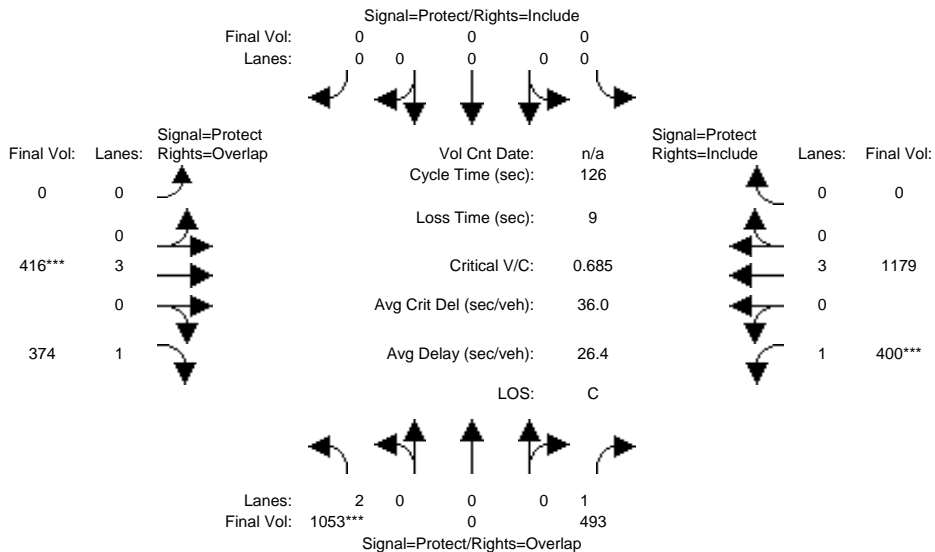 Signal=Protect/Rights=Include
Final Vol: 0 0 0
Lanes: 0 0 0 0 0
Signal=Protect Signal=Protect
Final Vol: Lanes: Rights=Overlap Vol Cnt Date: n/a Rights=Include Lanes: Final Vol:
Cycle Time (sec): 126
0 0 0 0
Loss Time (sec): 9
0 0
416*** 3 Critical V/C: 0.685 3 1179
0 Avg Crit Del (sec/veh): 36.0 0
374 1 Avg Delay (sec/veh): 26.4 1 400***
LOS: C
Lanes: 2 0 0 0 1
Final Vol: 1053*** 0 493
Signal=Protect/Rights=Overlap